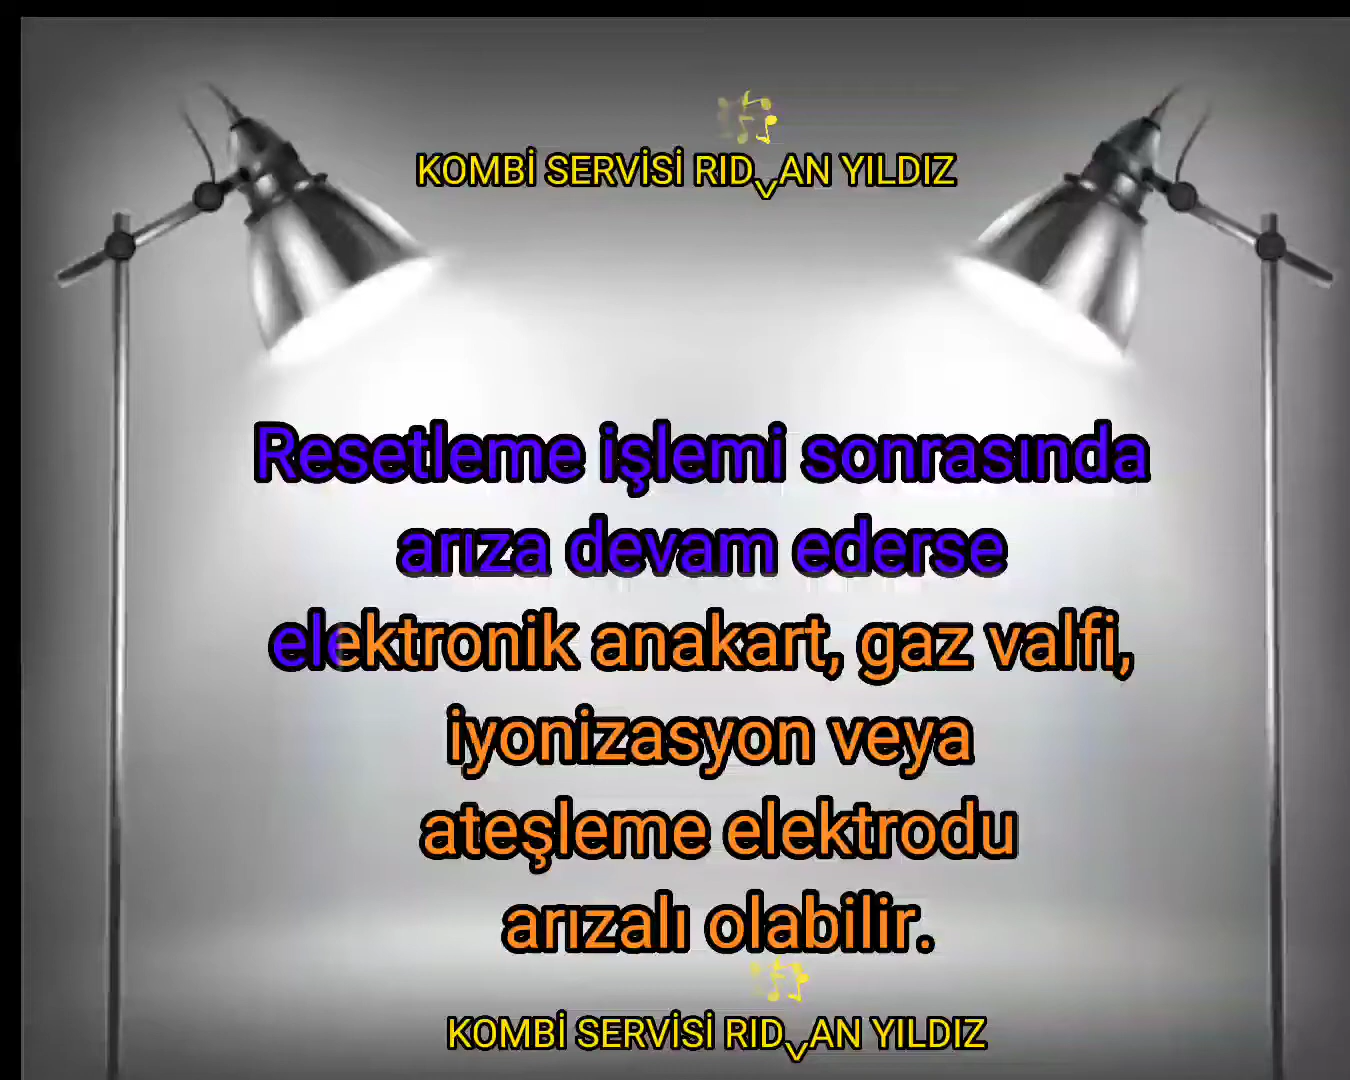 KOMBİ SERVİSİ RIDVAN YILDIZ
Resetleme işlemi sonrasında
arıza devam ederse
elektronik anakart, gaz valfi,
iyonizasyon veya
ateşleme elektrodu
arızalı olabilir.
KOMBİ SERVİSİ RIDVAN YILDIZ